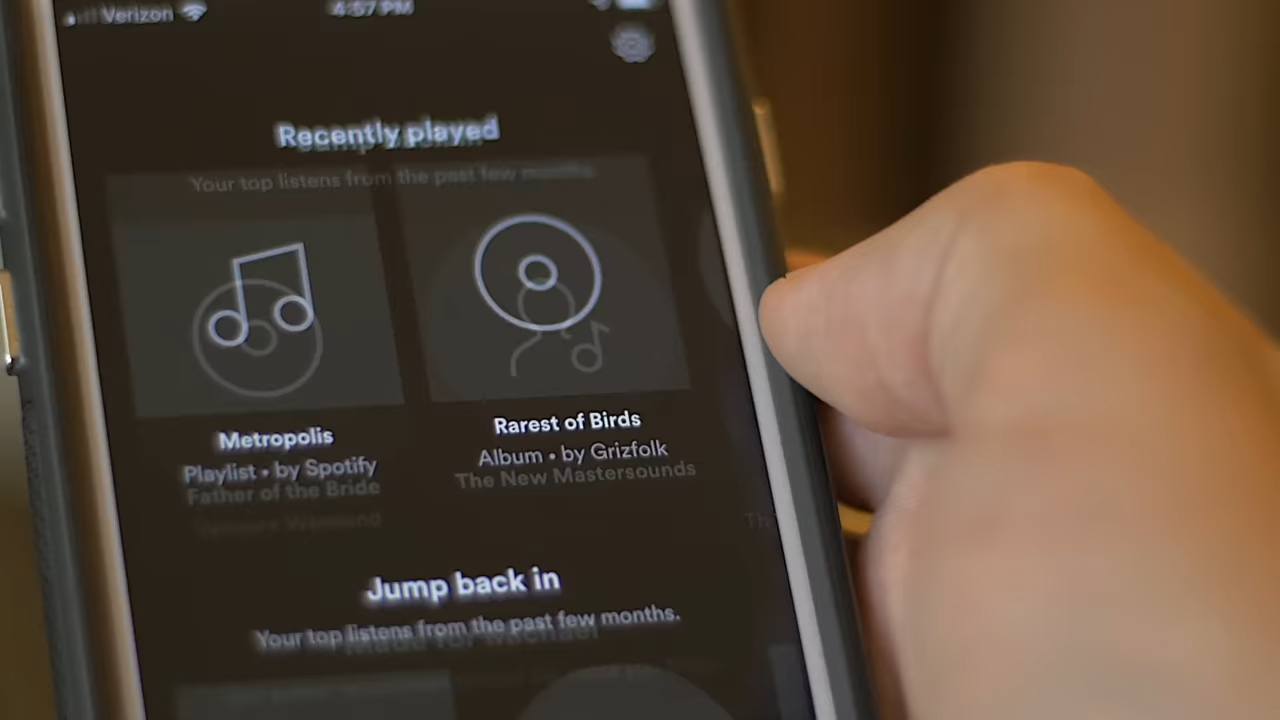 Verizon 4:57 PM
Recently played
Your top listens from the past few months.
Metropolis
Playlist • by Spotify
Father of the Bride
Rarest of Birds
Album • by Grizfolk
The New Mastersounds
Jump back in
Your top listens from the past few months.